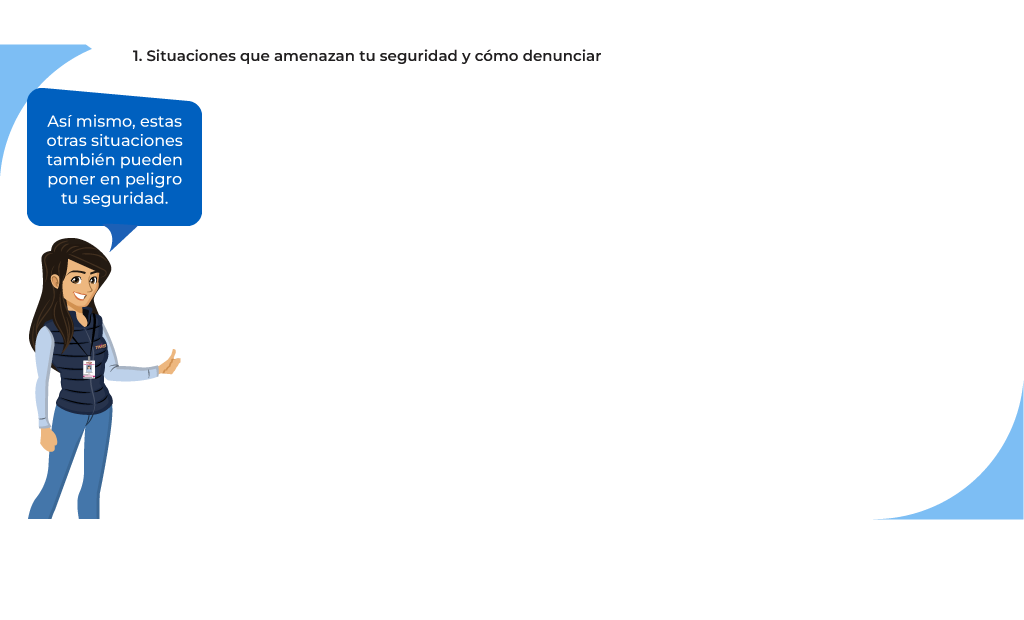 1. Situaciones que amenazan tu seguridad y cómo denunciar
Así mismo, estas
otras situaciones
también pueden
poner en peligro
tu seguridad.